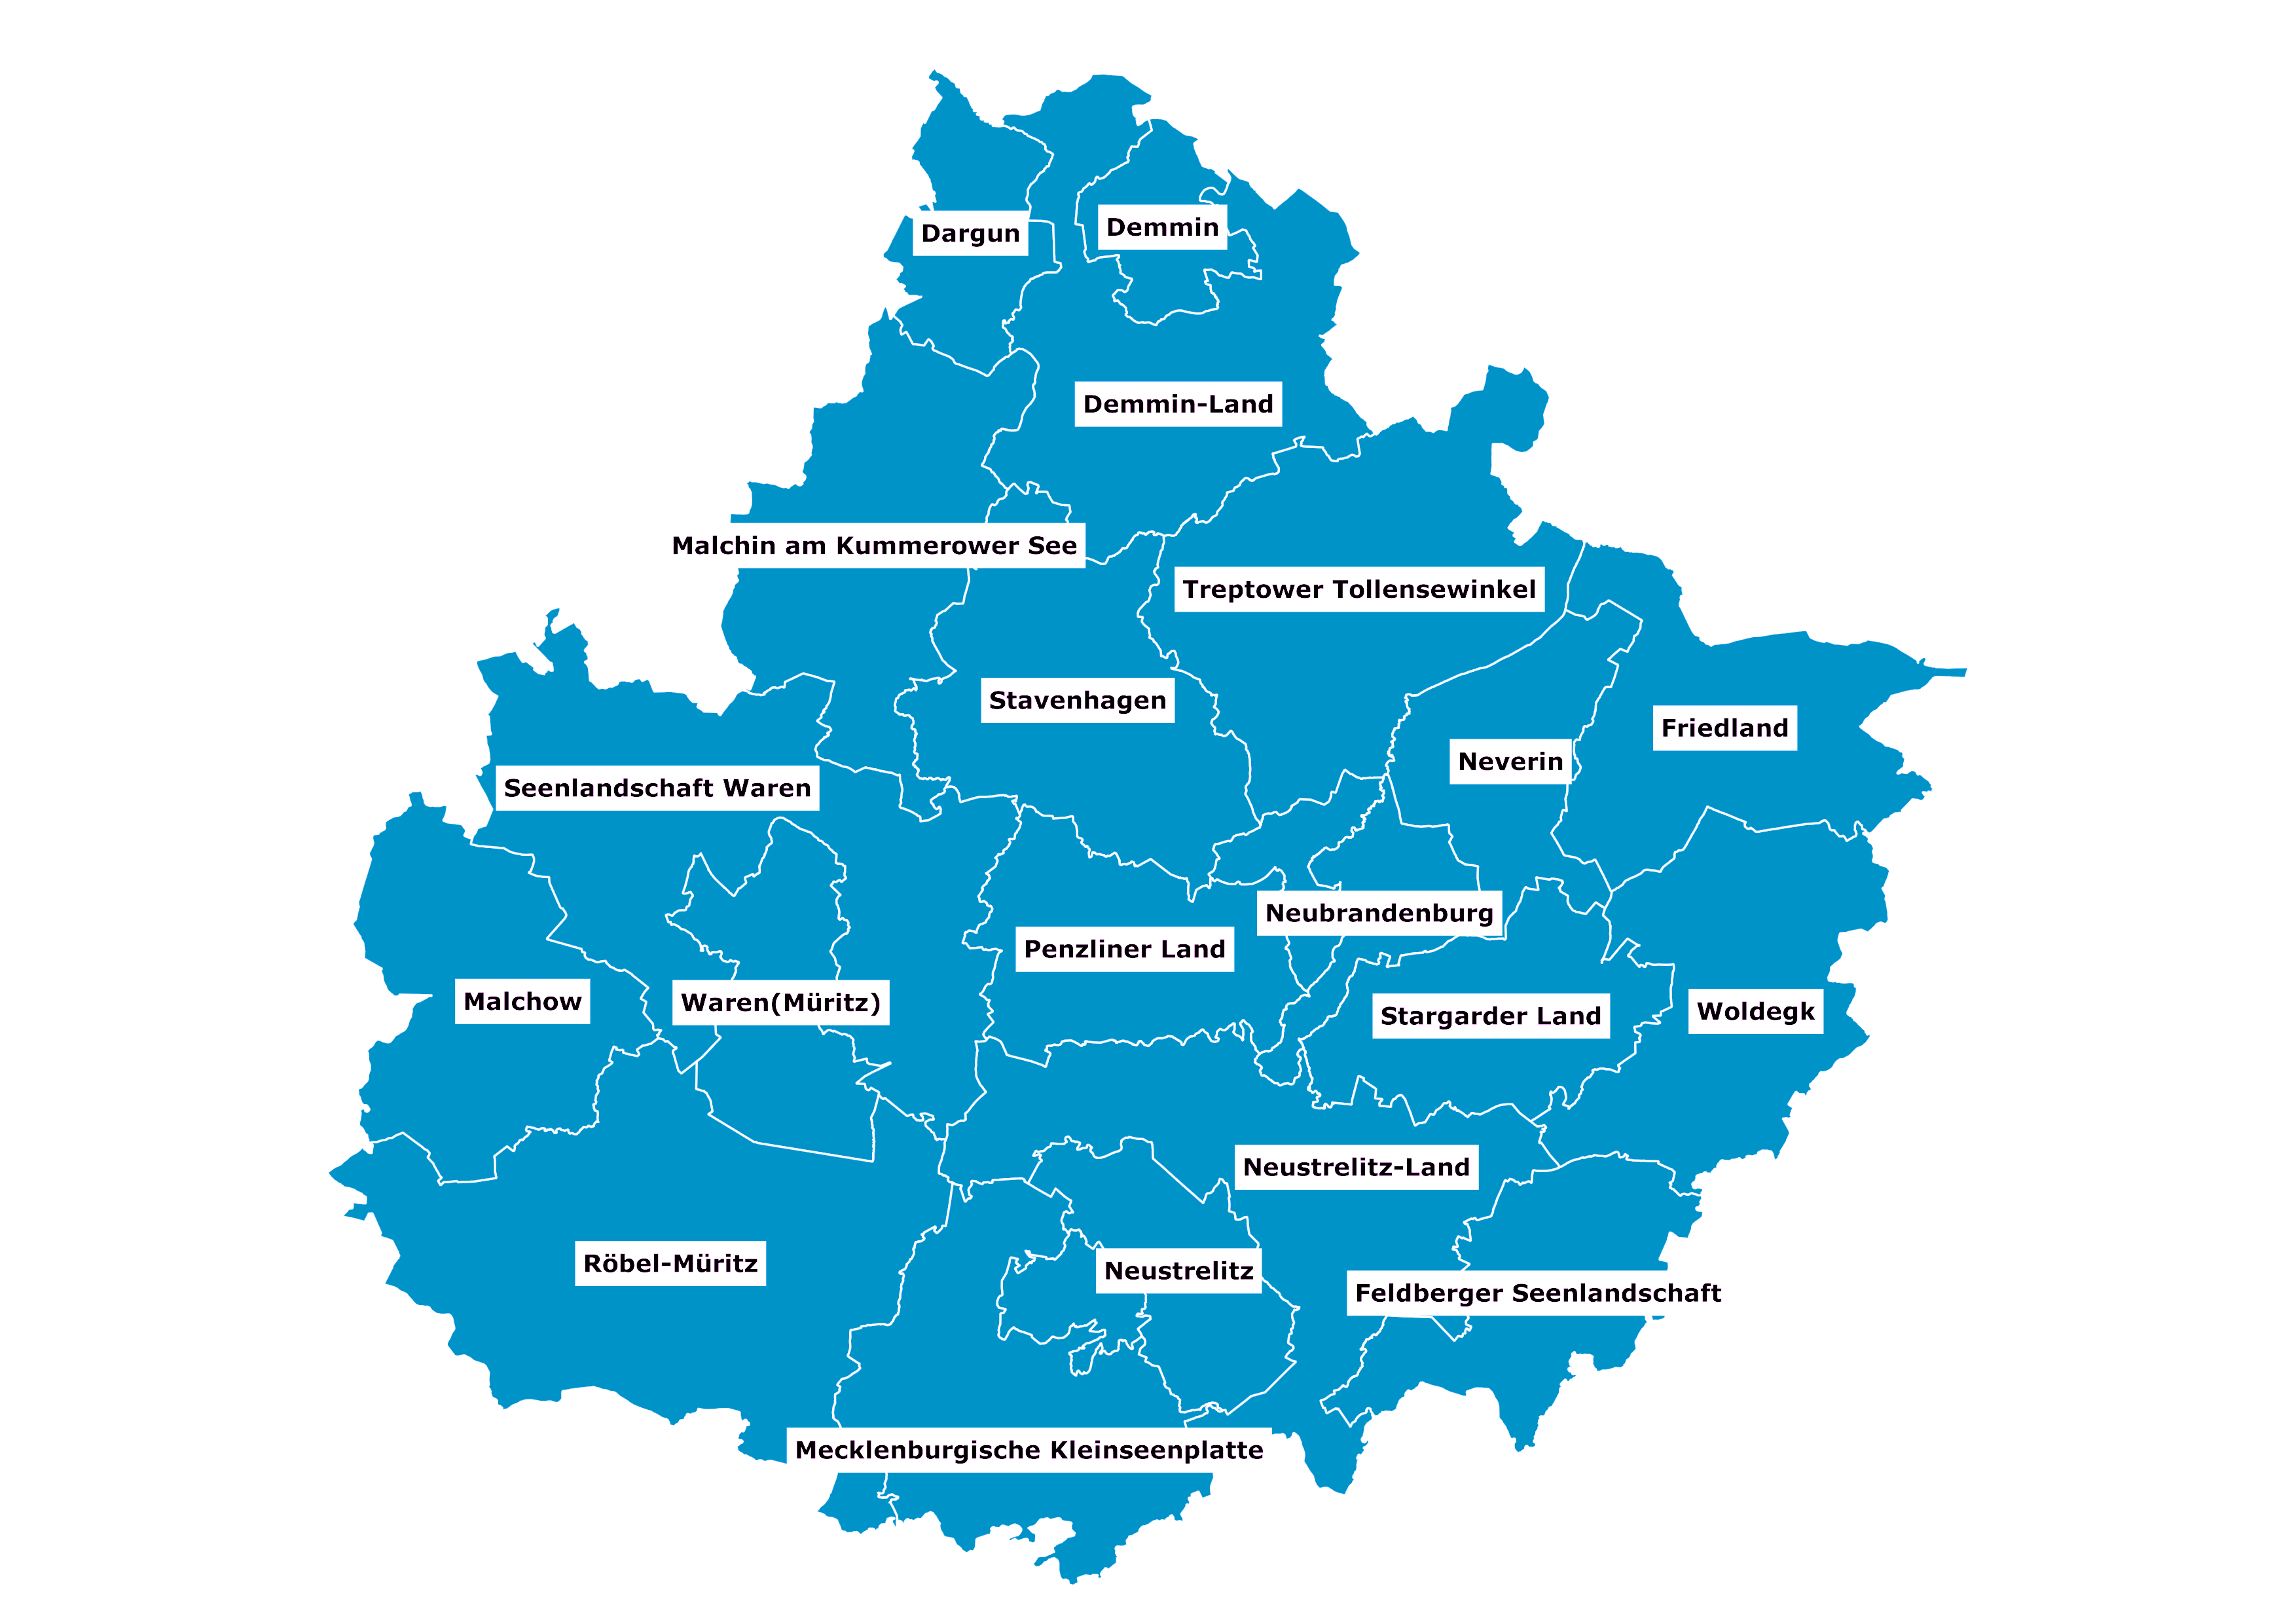 Dargun
Demmin
Demmin-Land
Malchin am Kummerower See
Treptower Tollensewinkel
Stavenhagen
Friedland
Neverin
Seenlandschaft Waren
Neubrandenburg
Penzliner Land
Malchow
Waren(Müritz)
Stargarder Land
Woldegk
Neustrelitz-Land
Röbel-Müritz
Neustrelitz
Feldberger Seenlandschaft
Mecklenburgische Kleinseenplatte